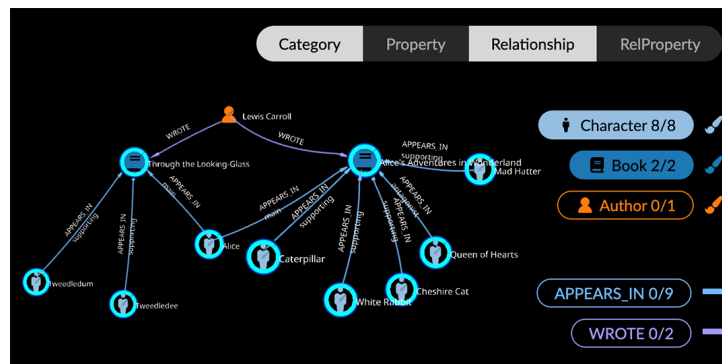 Category Property Relationship RelProperty
Lewis Carroll
WROTE
WROTE
Through the Looking-Glass
Alice's Adventures in Wonderland
APPEARS_IN
supporting
Mad Hatter
APPEARS_IN
supporting
APPEARS_IN
supporting
APPEARS_IN
main
APPEARS_IN
main
APPEARS_IN
supporting
APPEARS_IN
supporting
APPEARS_IN
supporting
APPEARS_IN
antagonist
Alice
Caterpillar
Queen of Hearts
Tweedledum
Tweedledee
White Rabbit
Cheshire Cat
Character 8/8
Book 2/2
Author 0/1
APPEARS_IN 0/9
WROTE 0/2